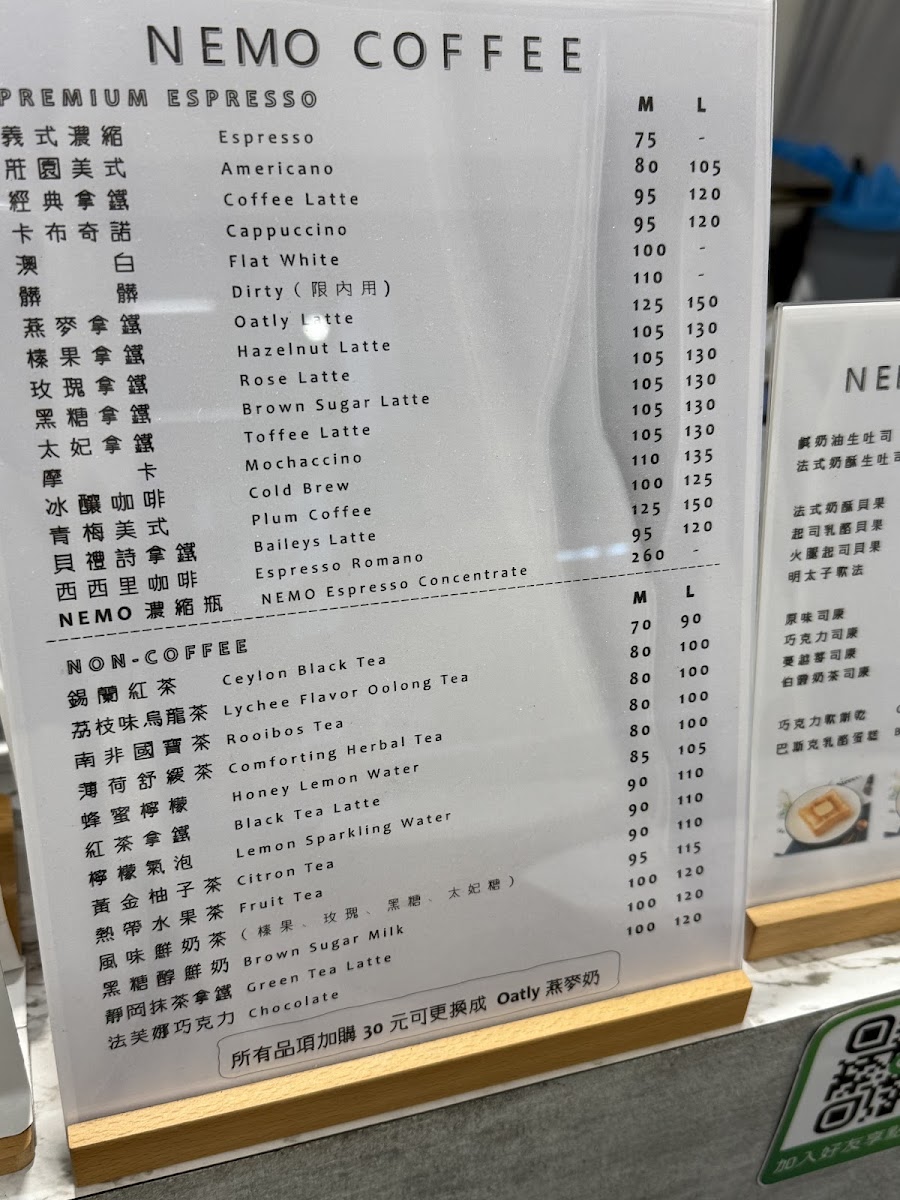 NEMO COFFEE
PREMIUM ESPRESSO M L
義式濃縮 Espresso 75 -
莊園美式 Americano 80 105
經典拿鐵 Coffee Latte 95 120
卡布奇諾 Cappuccino 95 120
澳白 Flat White 100 -
髒髒 Dirty (限內用) 110 -
燕麥拿鐵 Oatly Latte 125 150
榛果拿鐵 Hazelnut Latte 105 130
玫瑰拿鐵 Rose Latte 105 130
黑糖拿鐵 Brown Sugar Latte 105 130
太妃拿鐵 Toffee Latte 105 130
摩卡 Mochaccino 105 130
冰釀咖啡 Cold Brew 110 135
青梅美式 Plum Coffee 100 125
貝禮詩拿鐵 Baileys Latte 125 150
西西里咖啡 Espresso Romano 95 120
NEMO 濃縮瓶 NEMO Espresso Concentrate 260 -
NON-COFFEE M L
錫蘭紅茶 Ceylon Black Tea 70 90
荔枝味烏龍茶 Lychee Flavor Oolong Tea 80 100
南非國寶茶 Rooibos Tea 80 100
薄荷舒緩茶 Comforting Herbal Tea 80 100
蜂蜜檸檬 Honey Lemon Water 80 100
紅茶拿鐵 Black Tea Latte 85 105
檸檬氣泡 Lemon Sparkling Water 90 110
黃金柚子茶 Citron Tea 90 110
熱帶水果茶 Fruit Tea 90 110
風味鮮奶茶 (榛果、玫瑰、黑糖、太妃糖) 95 115
黑糖醇鮮奶 Brown Sugar Milk 100 120
靜岡抹茶拿鐵 Green Tea Latte 100 120
法芙娜巧克力 Chocolate 100 120
所有品項加購 30 元可更換成 Oatly 燕麥奶
鹹奶油生吐司
法式奶酥生吐司
法式奶酥貝果
起司乳酪貝果
火腿起司貝果
明太子軟法
原味司康
巧克力司康
蔓越莓司康
伯爵奶茶司康
巧克力軟餅乾
巴斯克乳酪蛋糕
加入好友享